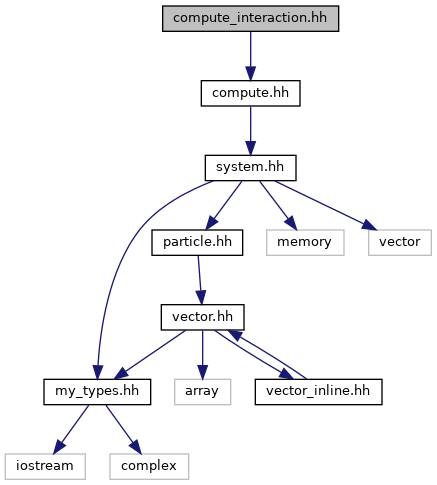 compute_interaction.hh
compute.hh
system.hh
particle.hh
memory
vector
vector.hh
my_types.hh
array
vector_inline.hh
iostream
complex